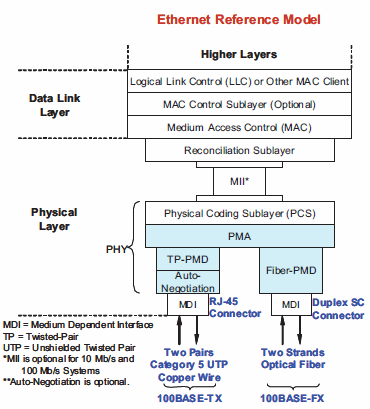 Ethernet Reference Model
Higher Layers
Logical Link Control (LLC) or Other MAC Client
Data Link
Layer
MAC Control Sublayer (Optional)
Medium Access Control (MAC)
Reconciliation Sublayer
MII*
Physical
Layer
Physical Coding Sublayer (PCS)
PHY
PMA
TP-PMD
Auto-
Negotiation
Fiber-PMD
MDI
RJ-45
Connector
MDI
Duplex SC
Connector
MDI = Medium Dependent Interface
TP = Twisted-Pair
UTP = Unshielded Twisted Pair
*MII is optional for 10 Mb/s and
100 Mb/s Systems
**Auto-Negotiation is optional.
Two Pairs
Category 5 UTP
Copper Wire
100BASE-TX
Two Strands
Optical Fiber
100BASE-FX